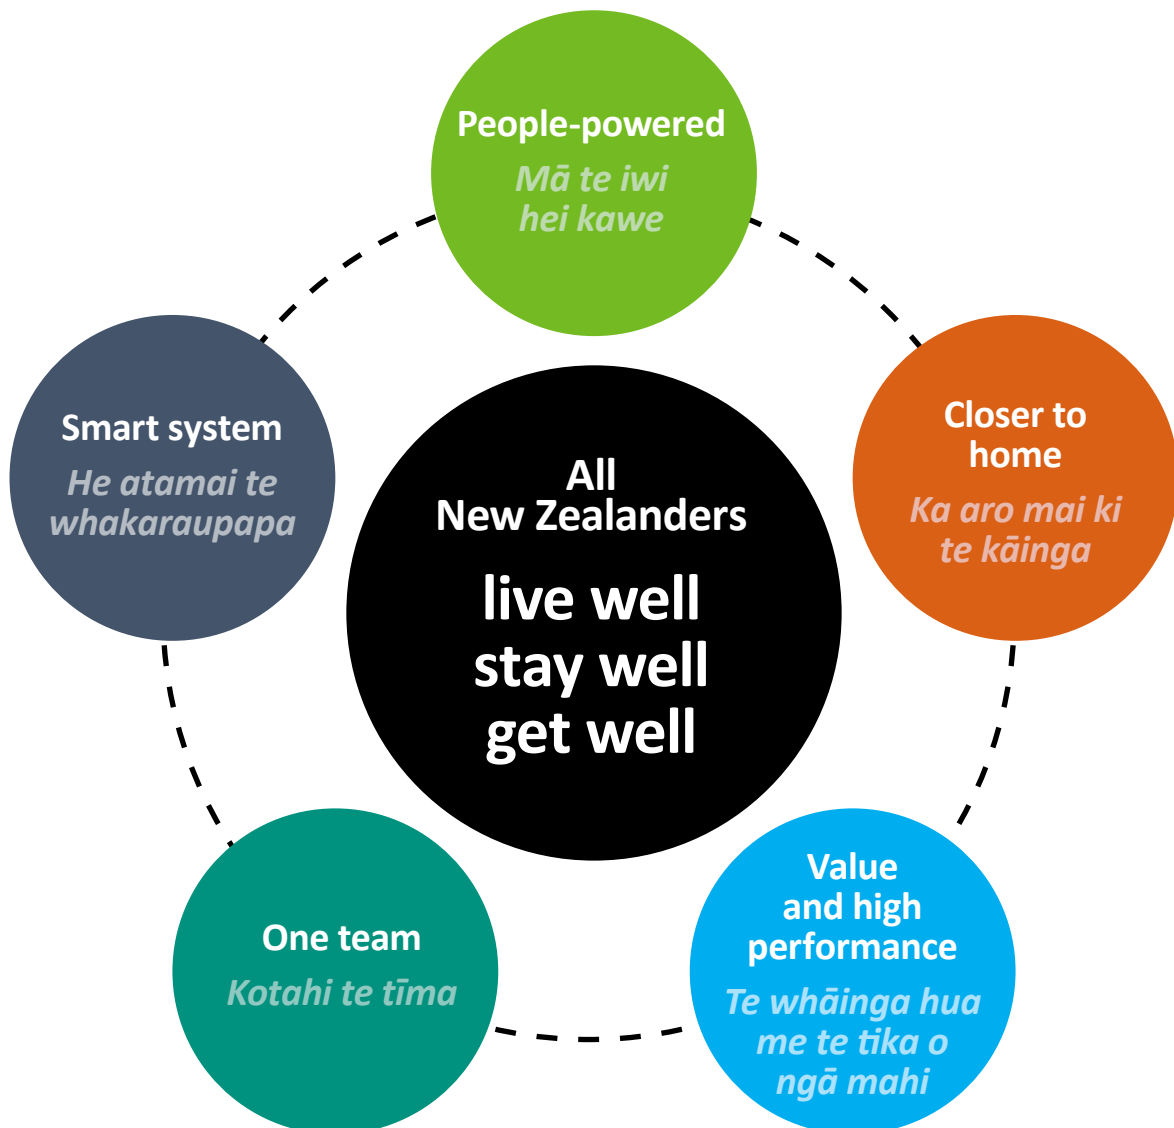 People-powered
Mā te iwi
hei kawe
Closer to
home
Ka aro mai ki
te kāinga
Value
and high
performance
Te whāinga hua
me te tika o
ngā mahi
One team
Kotahi te tīma
Smart system
He atamai te
whakaraupapa
All
New Zealanders
live well
stay well
get well